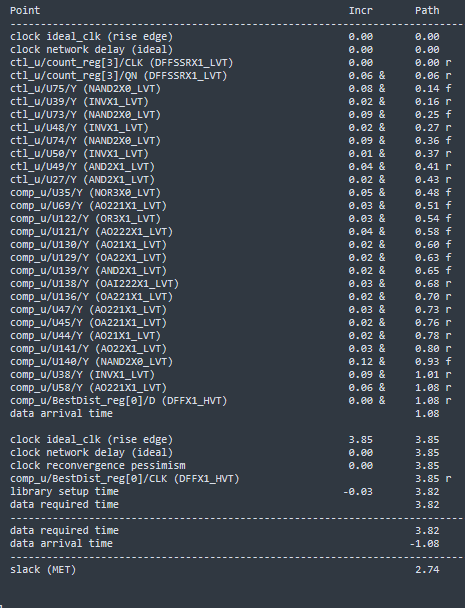 Point Incr Path
--------------------------------------------------------------------------
clock ideal_clk (rise edge) 0.00 0.00
clock network delay (ideal) 0.00 0.00
ctl_u/count_reg[3]/CLK (DFFSSRX1_LVT) 0.00 0.00 r
ctl_u/count_reg[3]/QN (DFFSSRX1_LVT) 0.06 & 0.06 r
ctl_u/U75/Y (NAND2X0_LVT) 0.08 & 0.14 f
ctl_u/U39/Y (INVX1_LVT) 0.02 & 0.16 r
ctl_u/U73/Y (NAND2X0_LVT) 0.09 & 0.25 f
ctl_u/U48/Y (INVX1_LVT) 0.02 & 0.27 r
ctl_u/U74/Y (NAND2X0_LVT) 0.09 & 0.36 f
ctl_u/U50/Y (INVX1_LVT) 0.01 & 0.37 r
ctl_u/U49/Y (AND2X1_LVT) 0.04 & 0.41 r
ctl_u/U27/Y (AND2X1_LVT) 0.02 & 0.43 r
comp_u/U35/Y (NOR3X0_LVT) 0.05 & 0.48 f
comp_u/U69/Y (AO221X1_LVT) 0.03 & 0.51 f
comp_u/U122/Y (OR3X1_LVT) 0.03 & 0.54 f
comp_u/U121/Y (AO222X1_LVT) 0.04 & 0.58 f
comp_u/U130/Y (AO21X1_LVT) 0.02 & 0.60 f
comp_u/U129/Y (OA22X1_LVT) 0.02 & 0.63 f
comp_u/U139/Y (AND2X1_LVT) 0.02 & 0.65 f
comp_u/U138/Y (OAI222X1_LVT) 0.03 & 0.68 r
comp_u/U136/Y (OA221X1_LVT) 0.02 & 0.70 r
comp_u/U47/Y (AO221X1_LVT) 0.03 & 0.73 r
comp_u/U45/Y (OA221X1_LVT) 0.02 & 0.76 r
comp_u/U44/Y (AO21X1_LVT) 0.02 & 0.78 r
comp_u/U141/Y (AO22X1_LVT) 0.03 & 0.80 r
comp_u/U140/Y (NAND2X0_LVT) 0.12 & 0.93 f
comp_u/U38/Y (INVX1_LVT) 0.09 & 1.01 r
comp_u/U58/Y (AO221X1_LVT) 0.06 & 1.08 r
comp_u/BestDist_reg[0]/D (DFFX1_HVT) 0.00 & 1.08 r
data arrival time 1.08
clock ideal_clk (rise edge) 3.85 3.85
clock network delay (ideal) 0.00 3.85
clock reconvergence pessimism 0.00 3.85
comp_u/BestDist_reg[0]/CLK (DFFX1_HVT) 3.85 r
library setup time -0.03 3.82
data required time 3.82
--------------------------------------------------------------------------
data required time 3.82
data arrival time -1.08
--------------------------------------------------------------------------
slack (MET) 2.74